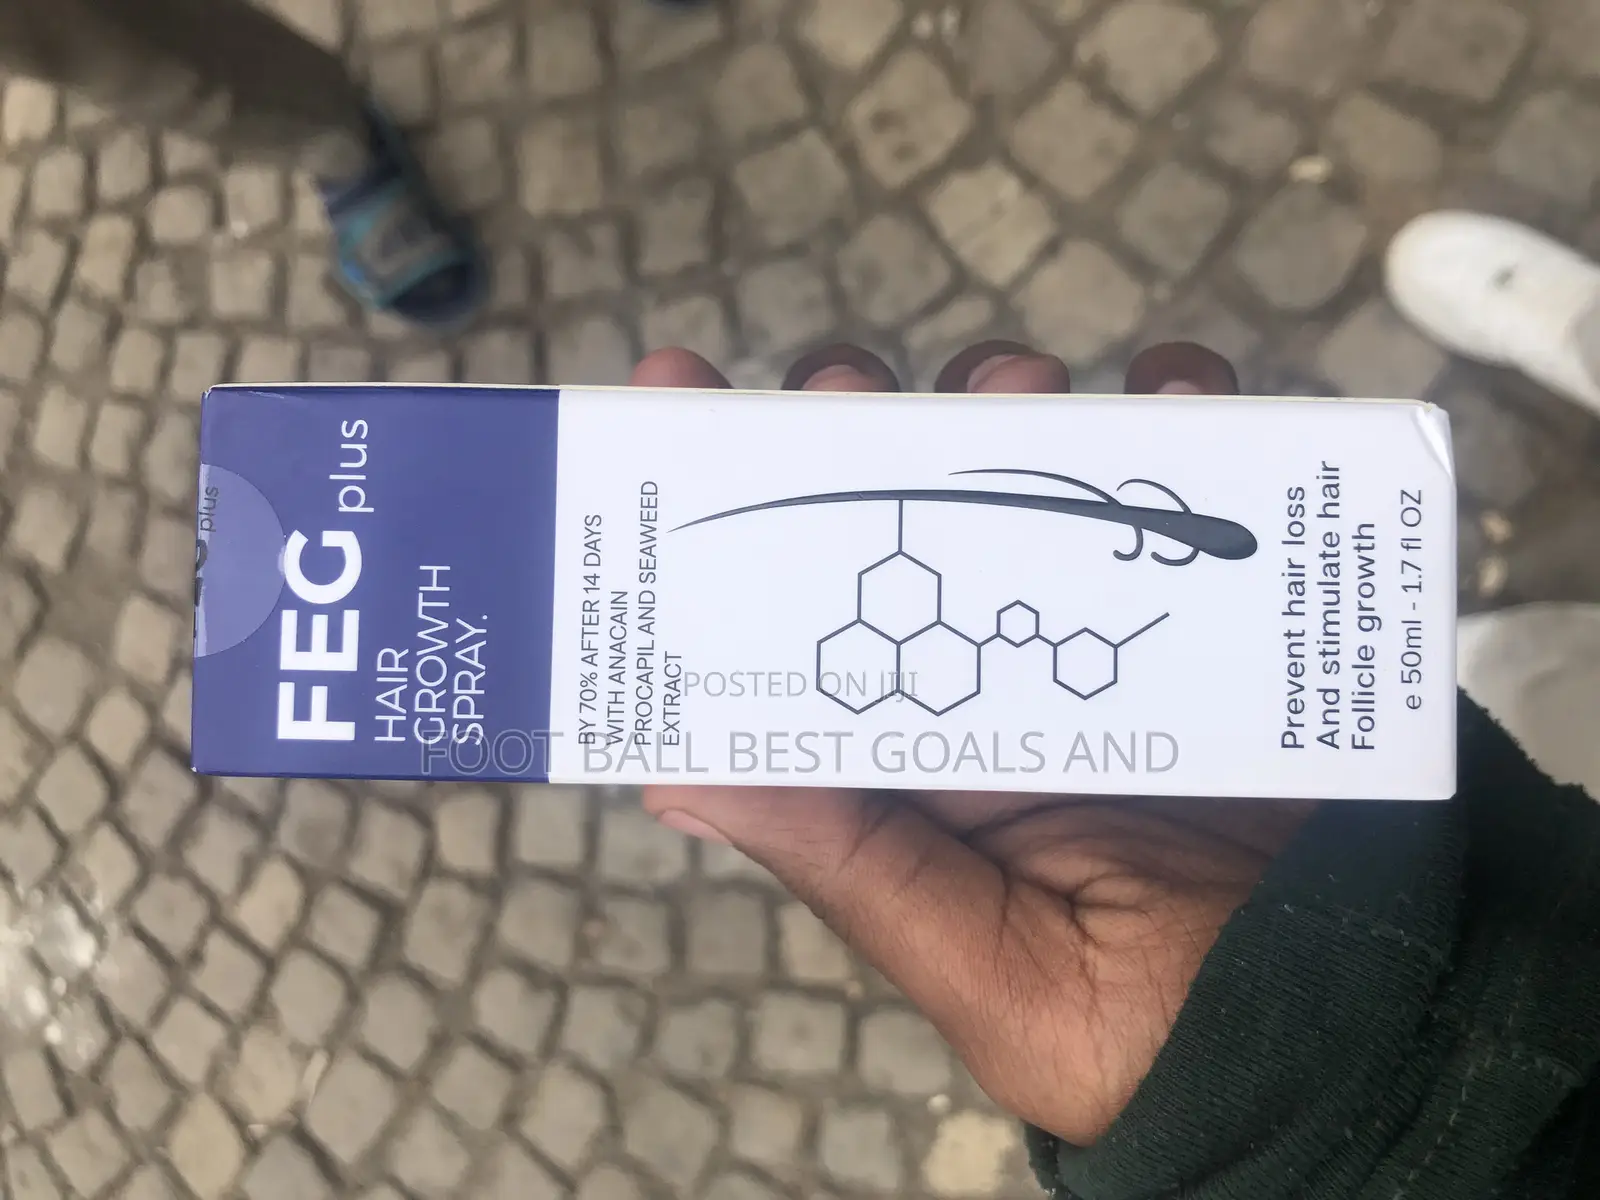 FEG plus
HAIR
GROWTH
SPRAY.
BY 70% AFTER 14 DAYS
WITH ANACAIN
PROCAPIL AND SEAWEED
EXTRACT
Prevent hair loss
And stimulate hair
Follicle growth
e 50ml - 1.7 fl OZ
plus
POSTED ON JIJI
FOOT BALL BEST GOALS AND